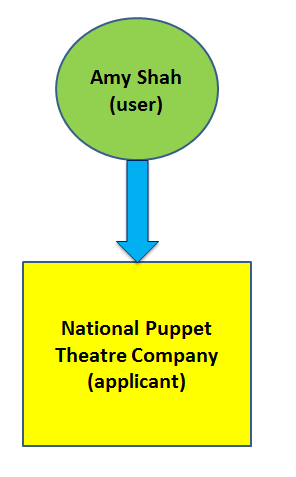 Amy Shah
(user)
National Puppet
Theatre Company
(applicant)